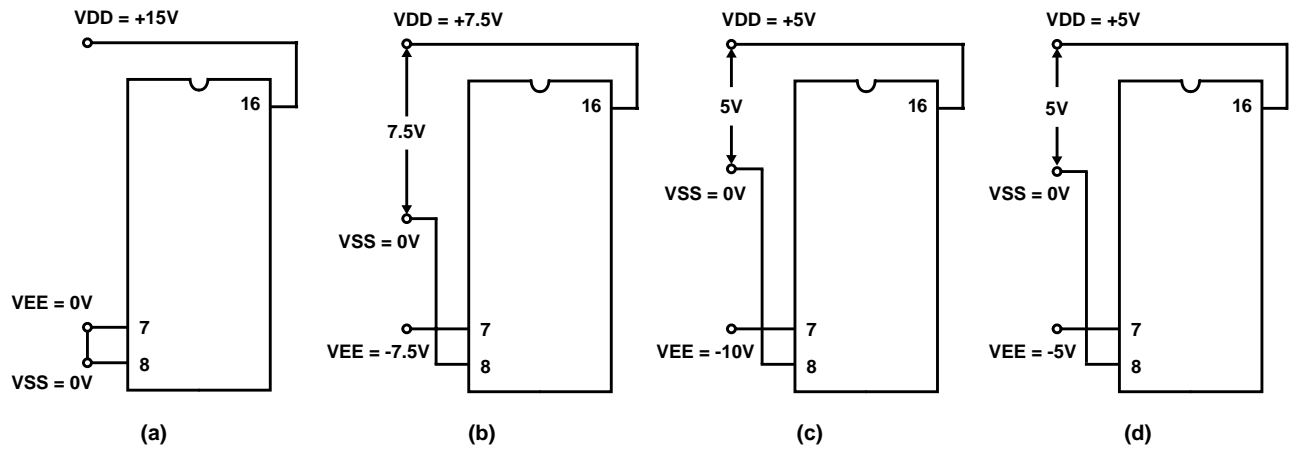 VDD = +15V
16
VEE = 0V
7
8
VSS = 0V
(a)
VDD = +7.5V
16
7.5V
VSS = 0V
7
VEE = -7.5V
8
(b)
VDD = +5V
16
5V
VSS = 0V
7
VEE = -10V
8
(c)
VDD = +5V
16
5V
VSS = 0V
7
VEE = -5V
8
(d)